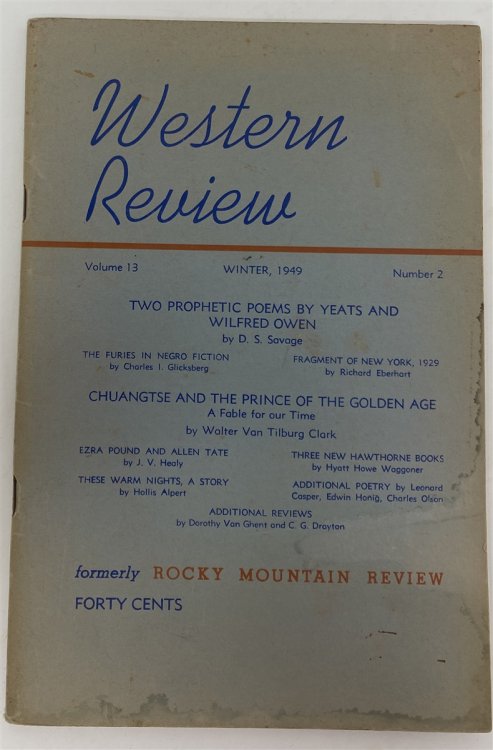 Western
Review
Volume 13 WINTER, 1949 Number 2
TWO PROPHETIC POEMS BY YEATS AND
WILFRED OWEN
by D. S. Savage
THE FURIES IN NEGRO FICTION
by Charles I. Glicksberg
FRAGMENT OF NEW YORK, 1929
by Richard Eberhart
CHUANGTSE AND THE PRINCE OF THE GOLDEN AGE
A Fable for our Time
by Walter Van Tilburg Clark
EZRA POUND AND ALLEN TATE
by J. V. Healy
THREE NEW HAWTHORNE BOOKS
by Hyatt Howe Waggoner
THESE WARM NIGHTS, A STORY
by Hollis Alpert
ADDITIONAL POETRY by Leonard
Casper, Edwin Honig, Charles Olson
ADDITIONAL REVIEWS
by Dorothy Van Ghent and C. G. Drayton
formerly ROCKY MOUNTAIN REVIEW
FORTY CENTS